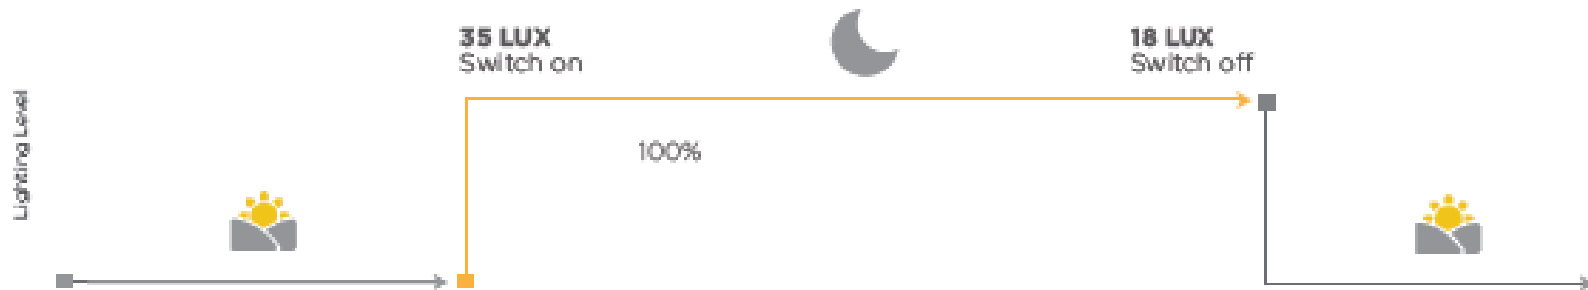 35 LUX
Switch on
18 LUX
Switch off
Lighting Level
100%